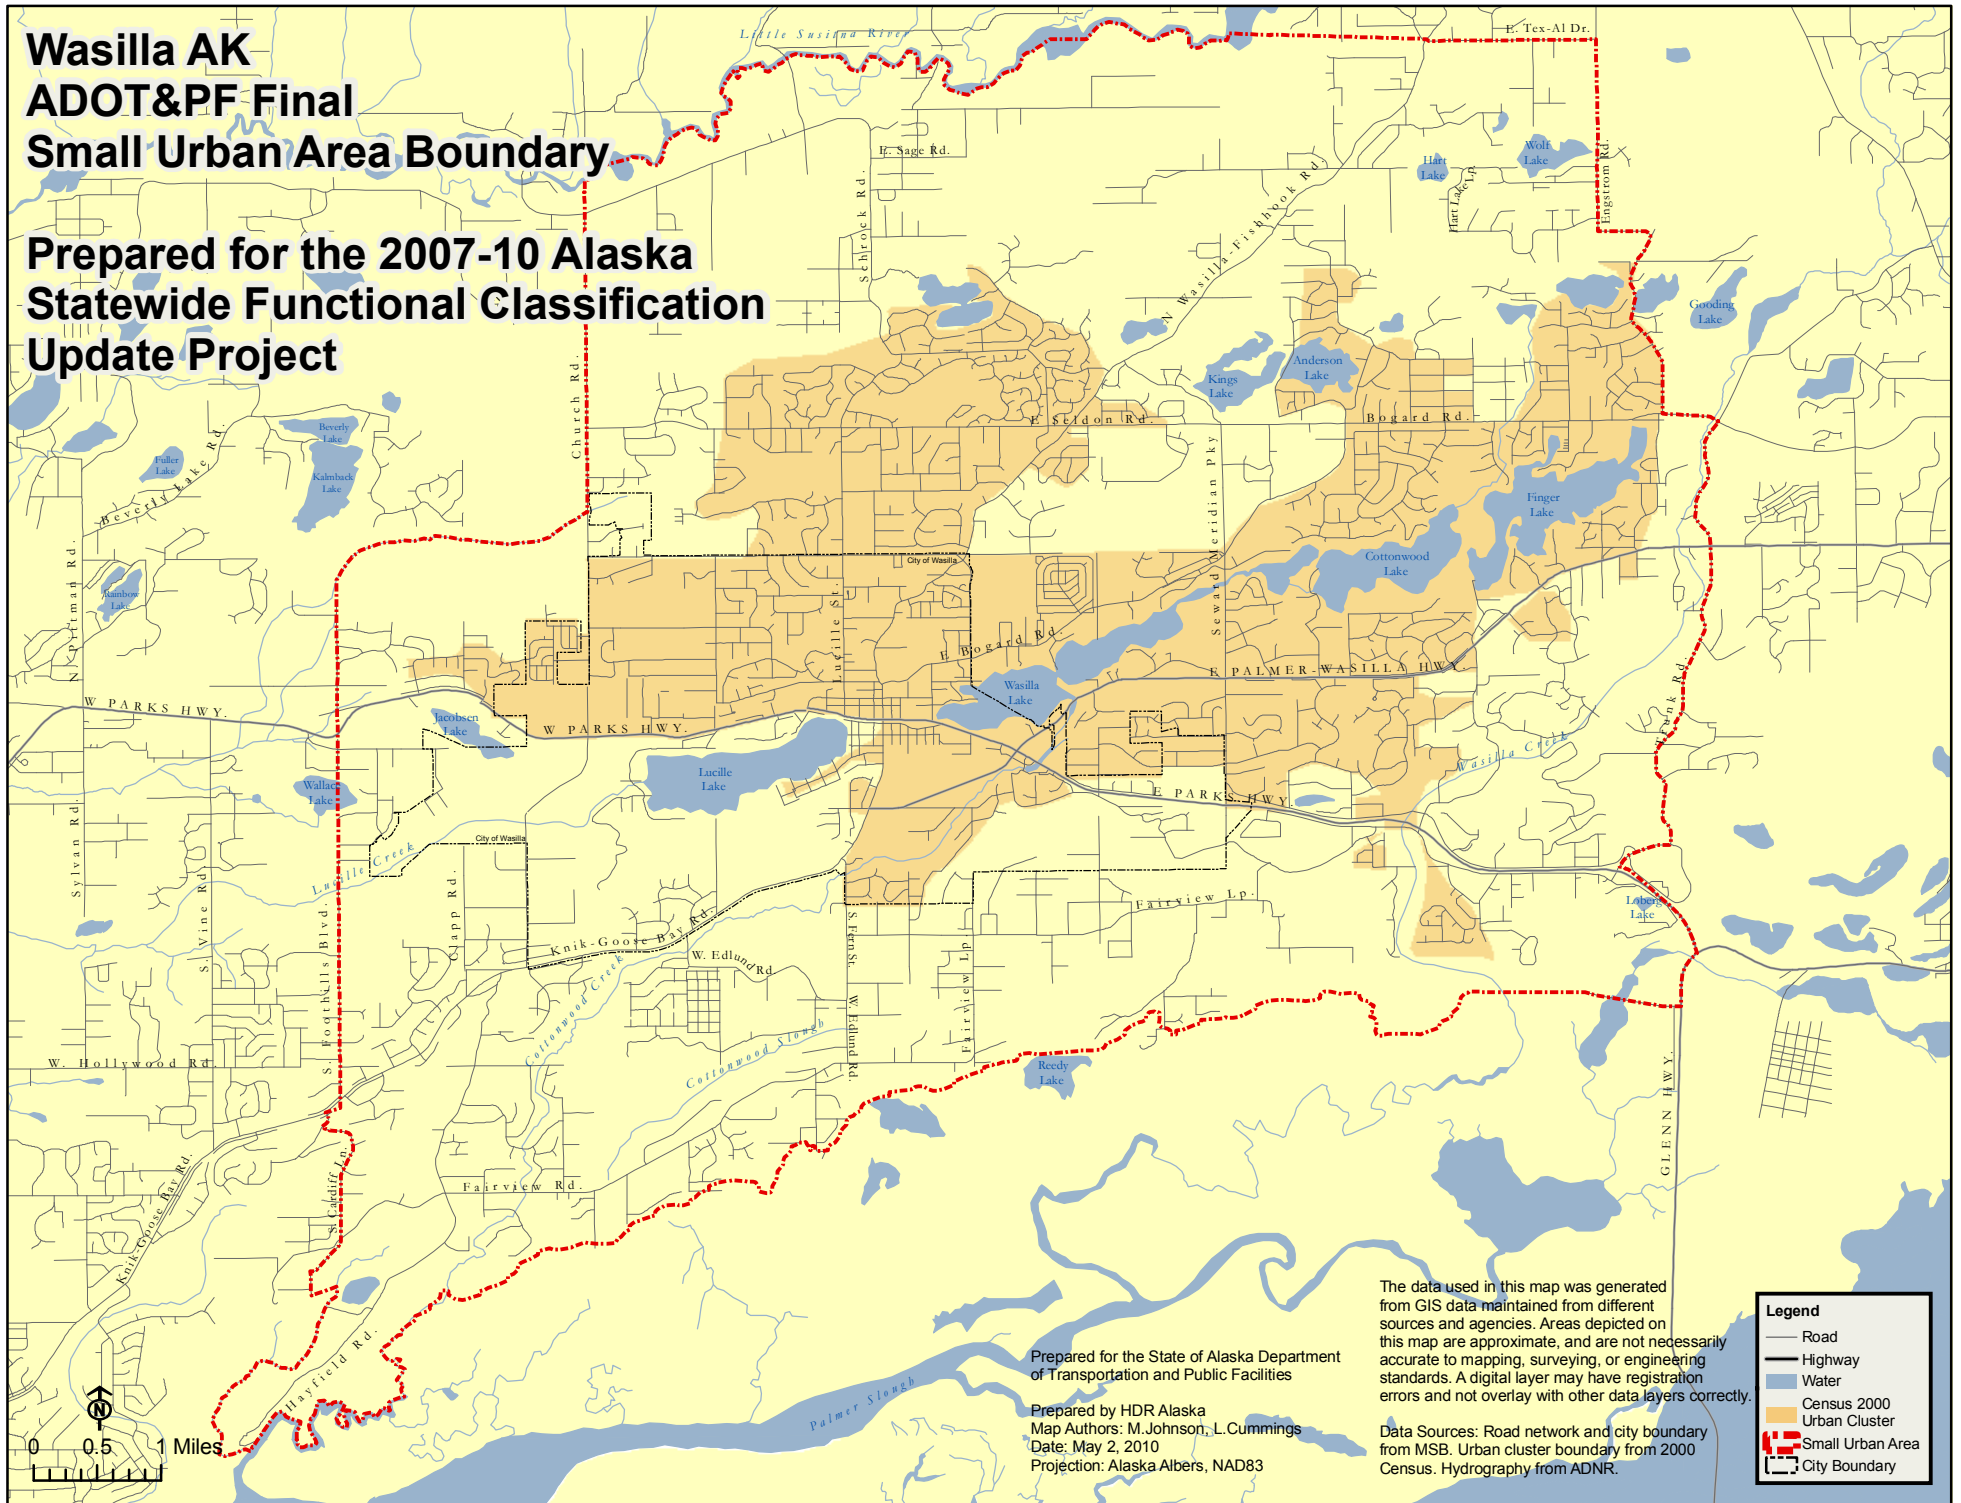 Wasilla AK
ADOT&PF Final
Small Urban Area Boundary
Prepared for the 2007-10 Alaska
Statewide Functional Classification
Update Project
Little Susitna River
E. Tex-Al Dr.
E. Sage Rd.
Schrock Rd.
N Wasilla-Fishhook Rd.
Hart
Lake
Hart Lake Lp.
Wolf
Lake
Engstrom Rd.
Gooding
Lake
Kings
Lake
Anderson
Lake
Church Rd.
E Seldon Rd.
Bogard Rd.
Beverly
Lake
Kalmback
Lake
Fuller
Lake
Beverly Lake Rd.
Seward Meridian Pky
Finger
Lake
Cottonwood
Lake
City of Wasilla
N. Pittman Rd.
Rainbow
Lake
Lucille St.
E Bogard Rd.
E PALMER-WASILLA HWY.
Wasilla
Lake
Trunk Rd.
W PARKS HWY.
Jacobsen
Lake
W PARKS HWY.
Wasilla Creek
Lucille
Lake
Wallace
Lake
E PARKS HWY.
Sylvan Rd.
City of Wasilla
Lucille Creek
S. Vine Rd.
Clapp Rd.
S. Foothills Blvd.
Knik-Goose Bay Rd.
Fairview Lp.
Loberg
Lake
S. Fern St.
W. Edlund Rd.
W. Edlund Rd.
Fairview Lp.
Cottonwood Creek
Cottonwood Slough
W. Hollywood Rd.
Reedy
Lake
GLENN HWY.
S. Cardiff Ln.
Fairview Rd.
Knik-Goose Bay Rd.
Hayfield Rd.
Palmer Slough
N
0 0.5 1 Miles
Prepared for the State of Alaska Department
of Transportation and Public Facilities
Prepared by HDR Alaska
Map Authors: M.Johnson, L.Cummings
Date: May 2, 2010
Projection: Alaska Albers, NAD83
The data used in this map was generated
from GIS data maintained from different
sources and agencies. Areas depicted on
this map are approximate, and are not necessarily
accurate to mapping, surveying, or engineering
standards. A digital layer may have registration
errors and not overlay with other data layers correctly.
Data Sources: Road network and city boundary
from MSB. Urban cluster boundary from 2000
Census. Hydrography from ADNR.
Legend
Road
Highway
Water
Census 2000
Urban Cluster
Small Urban Area
City Boundary